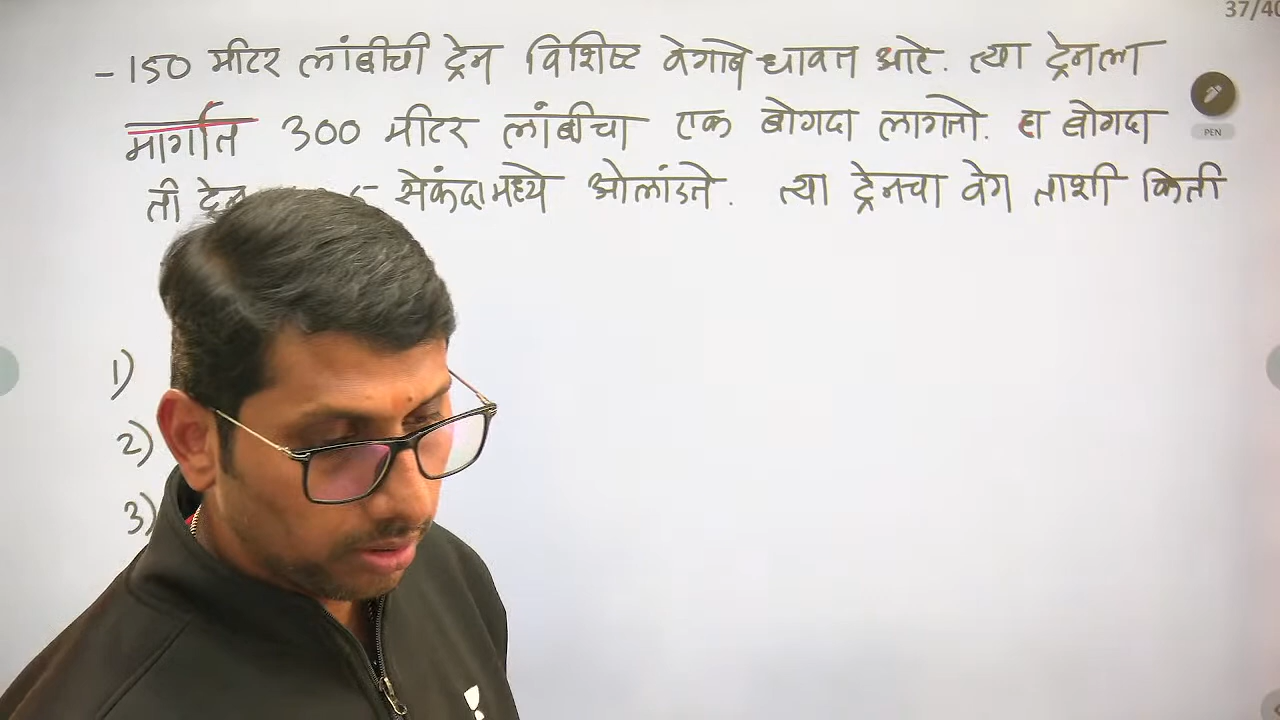 37/40
- 150 मीटर लांबीची ट्रेन विशिष्ट वेगाने धावत आहे. त्या ट्रेनला
मार्गात 300 मीटर लांबीचा एक बोगदा लागतो. हा बोगदा
PEN
ती ट्रेन सेकंदामध्ये ओलांडते. त्या ट्रेनचा वेग ताशी किती
1)
2)
3)